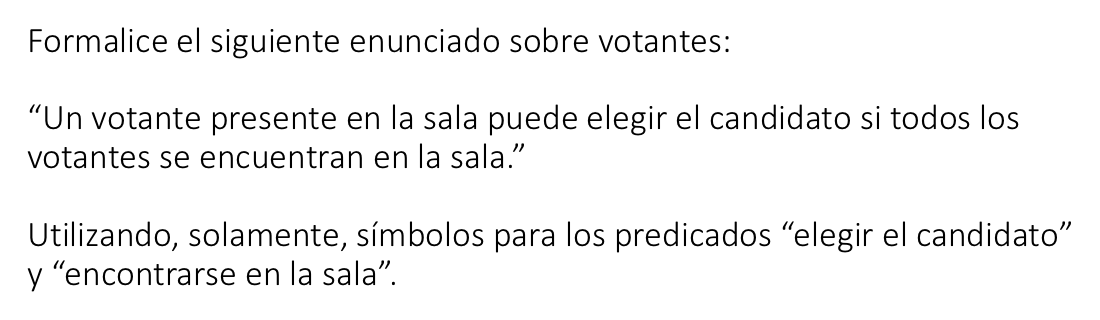 Formalice el siguiente enunciado sobre votantes:
“Un votante presente en la sala puede elegir el candidato si todos los
votantes se encuentran en la sala.”
Utilizando, solamente, símbolos para los predicados “elegir el candidato”
y “encontrarse en la sala”.